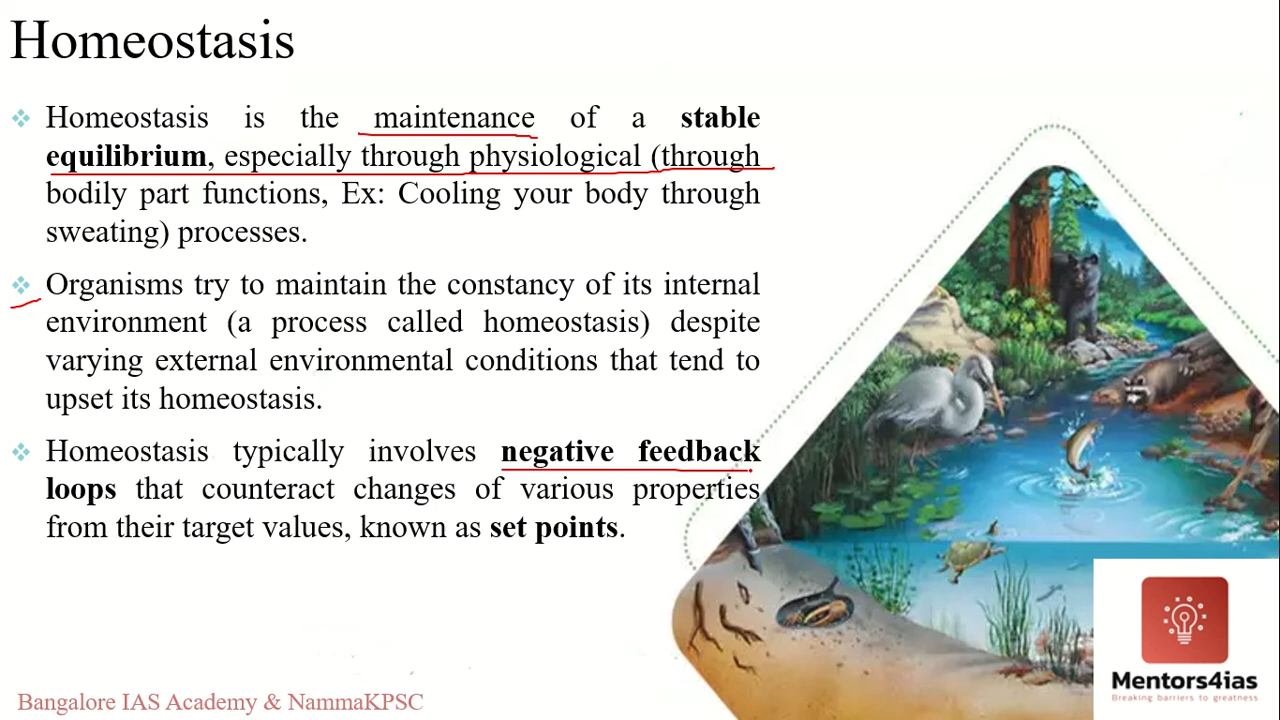 Homeostasis
Homeostasis is the maintenance of a stable
equilibrium, especially through physiological (through
bodily part functions, Ex: Cooling your body through
sweating) processes.
Organisms try to maintain the constancy of its internal
environment (a process called homeostasis) despite
varying external environmental conditions that tend to
upset its homeostasis.
Homeostasis typically involves negative feedback
loops that counteract changes of various properties
from their target values, known as set points.
Mentors4ias
Breaking barriers to greatness
Bangalore IAS Academy & NammaKPSC